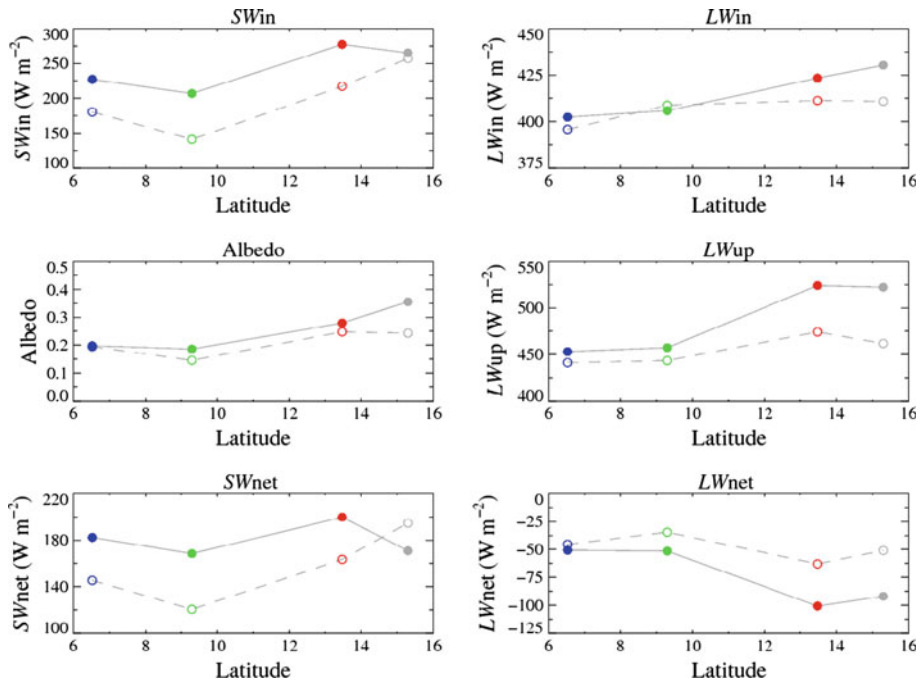 SWin
SWin (W m−2)
300
250
200
150
100
6 8 10 12 14 16
Latitude
LWin
LWin (W m−2)
450
425
400
375
6 8 10 12 14 16
Latitude
Albedo
Albedo
0.5
0.4
0.3
0.2
0.1
0.0
6 8 10 12 14 16
Latitude
LWup
LWup (W m−2)
550
500
450
400
6 8 10 12 14 16
Latitude
SWnet
SWnet (W m−2)
220
180
140
100
6 8 10 12 14 16
Latitude
LWnet
LWnet (W m−2)
0
−25
−50
−75
−100
−125
6 8 10 12 14 16
Latitude